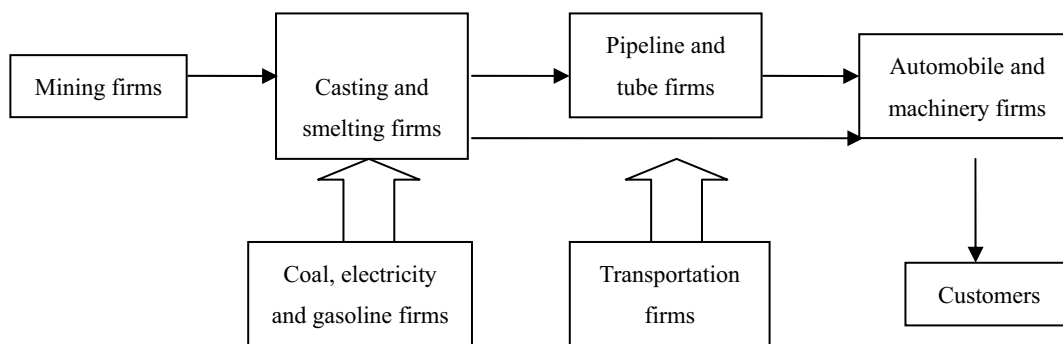 Mining firms
Casting and
smelting firms
Pipeline and
tube firms
Automobile and
machinery firms
Coal, electricity
and gasoline firms
Transportation
firms
Customers